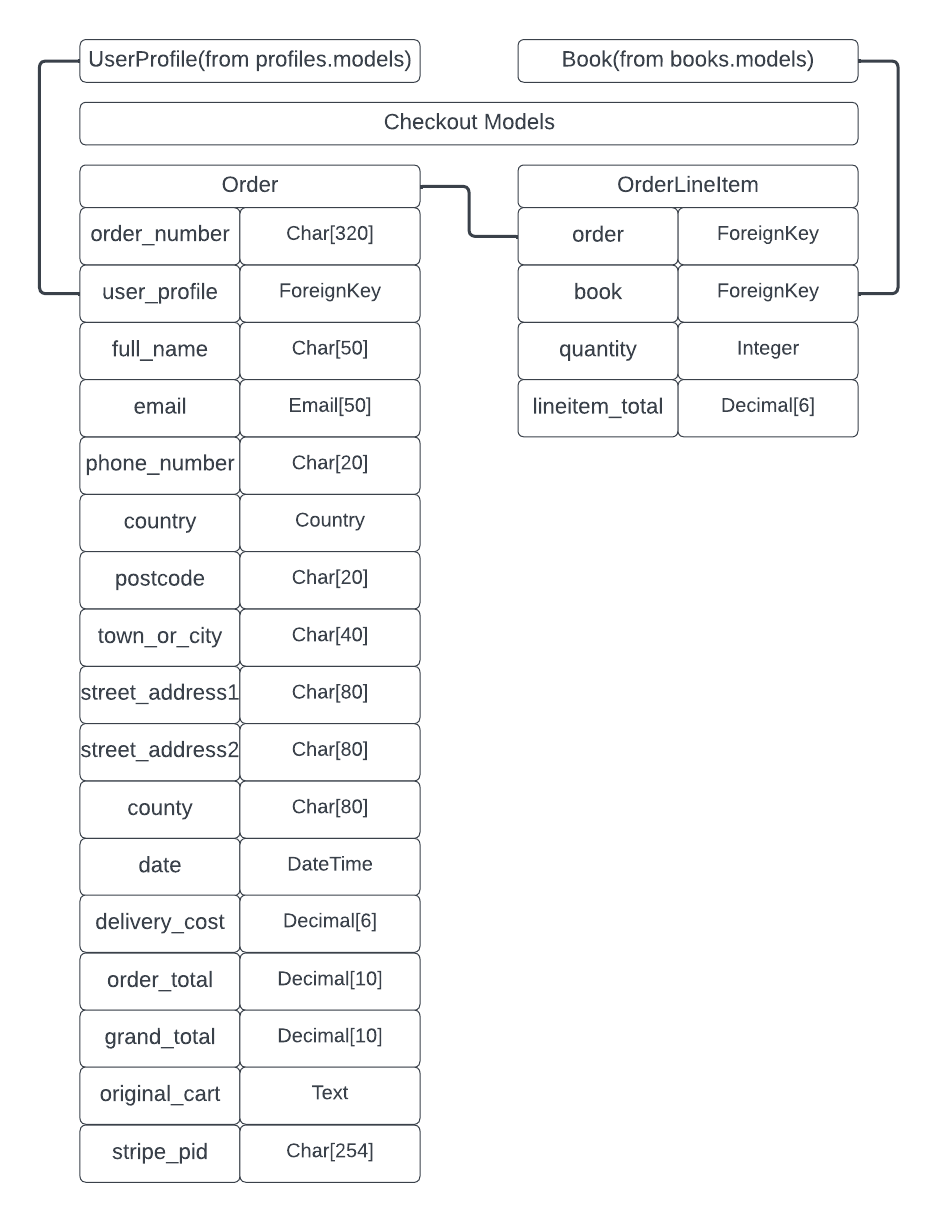 UserProfile(from profiles.models)
Book(from books.models)
Checkout Models
Order
order_number Char[320]
user_profile ForeignKey
full_name Char[50]
email Email[50]
phone_number Char[20]
country Country
postcode Char[20]
town_or_city Char[40]
street_address1 Char[80]
street_address2 Char[80]
county Char[80]
date DateTime
delivery_cost Decimal[6]
order_total Decimal[10]
grand_total Decimal[10]
original_cart Text
stripe_pid Char[254]
OrderLineItem
order ForeignKey
book ForeignKey
quantity Integer
lineitem_total Decimal[6]